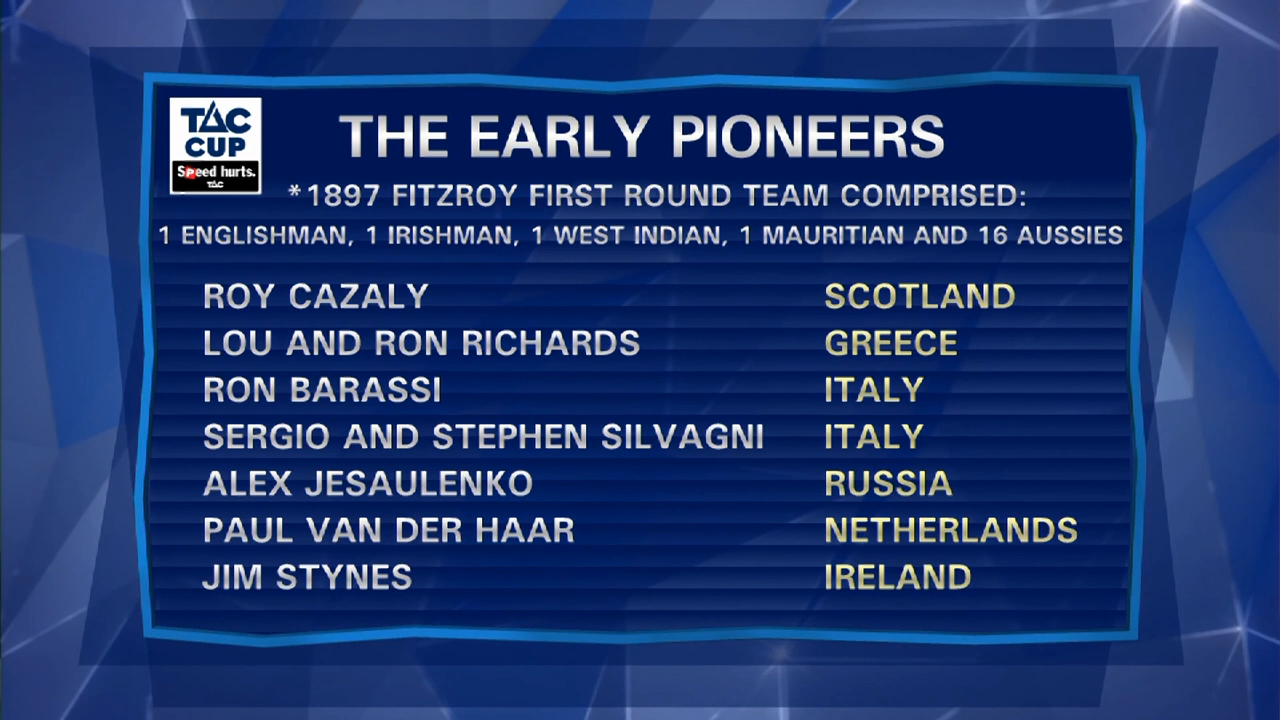 TAC
CUP
Speed hurts.
TAC
THE EARLY PIONEERS
*1897 FITZROY FIRST ROUND TEAM COMPRISED:
1 ENGLISHMAN, 1 IRISHMAN, 1 WEST INDIAN, 1 MAURITIAN AND 16 AUSSIES
ROY CAZALY SCOTLAND
LOU AND RON RICHARDS GREECE
RON BARASSI ITALY
SERGIO AND STEPHEN SILVAGNI ITALY
ALEX JESAULENKO RUSSIA
PAUL VAN DER HAAR NETHERLANDS
JIM STYNES IRELAND